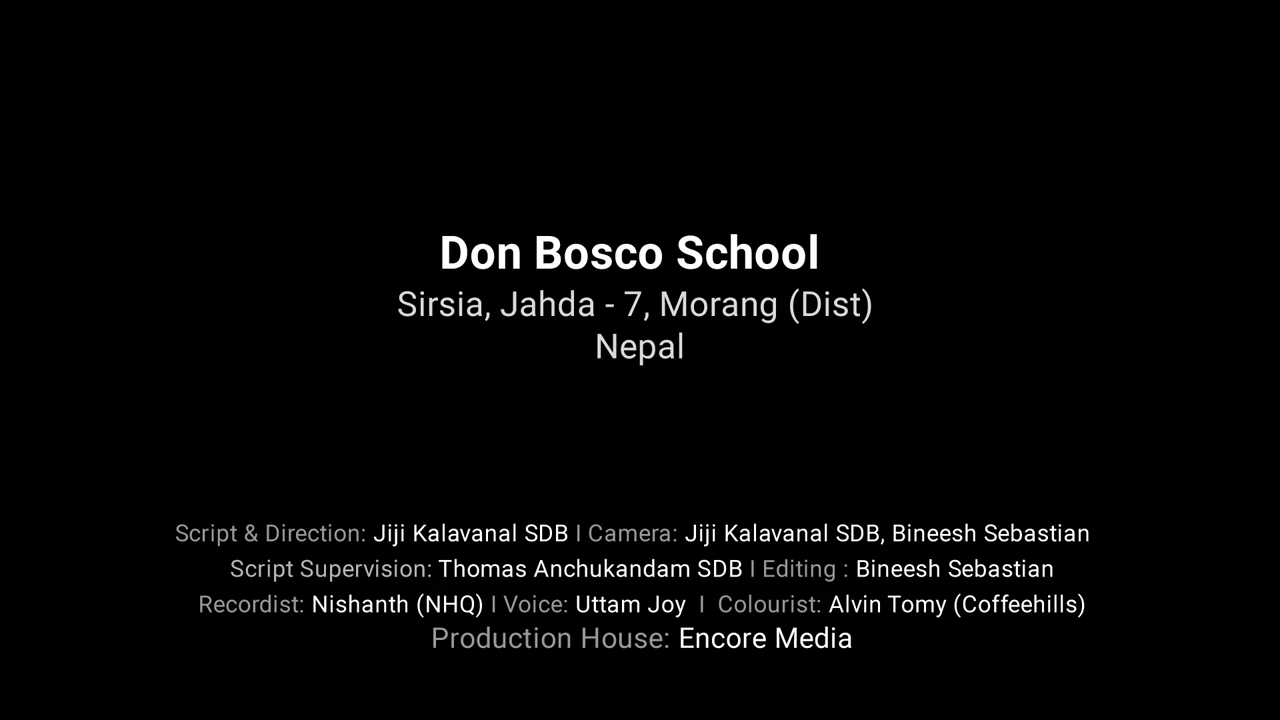 Don Bosco School
Sirsia, Jahda - 7, Morang (Dist)
Nepal
Script & Direction: Jiji Kalavanal SDB I Camera: Jiji Kalavanal SDB, Bineesh Sebastian
Script Supervision: Thomas Anchukandam SDB I Editing : Bineesh Sebastian
Recordist: Nishanth (NHQ) I Voice: Uttam Joy I Colourist: Alvin Tomy (Coffeehills)
Production House: Encore Media